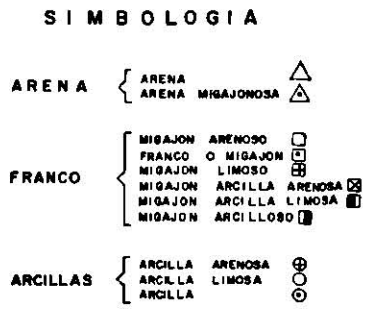 SIMBOLOGIA
ARENA
ARENA
ARENA MIGAJONOSA
FRANCO
MIGAJON ARENOSO
FRANCO O MIGAJON
MIGAJON LIMOSO
MIGAJON ARCILLA ARENOSA
MIGAJON ARCILLA LIMOSA
MIGAJON ARCILLOSO
ARCILLAS
ARCILLA ARENOSA
ARCILLA LIMOSA
ARCILLA